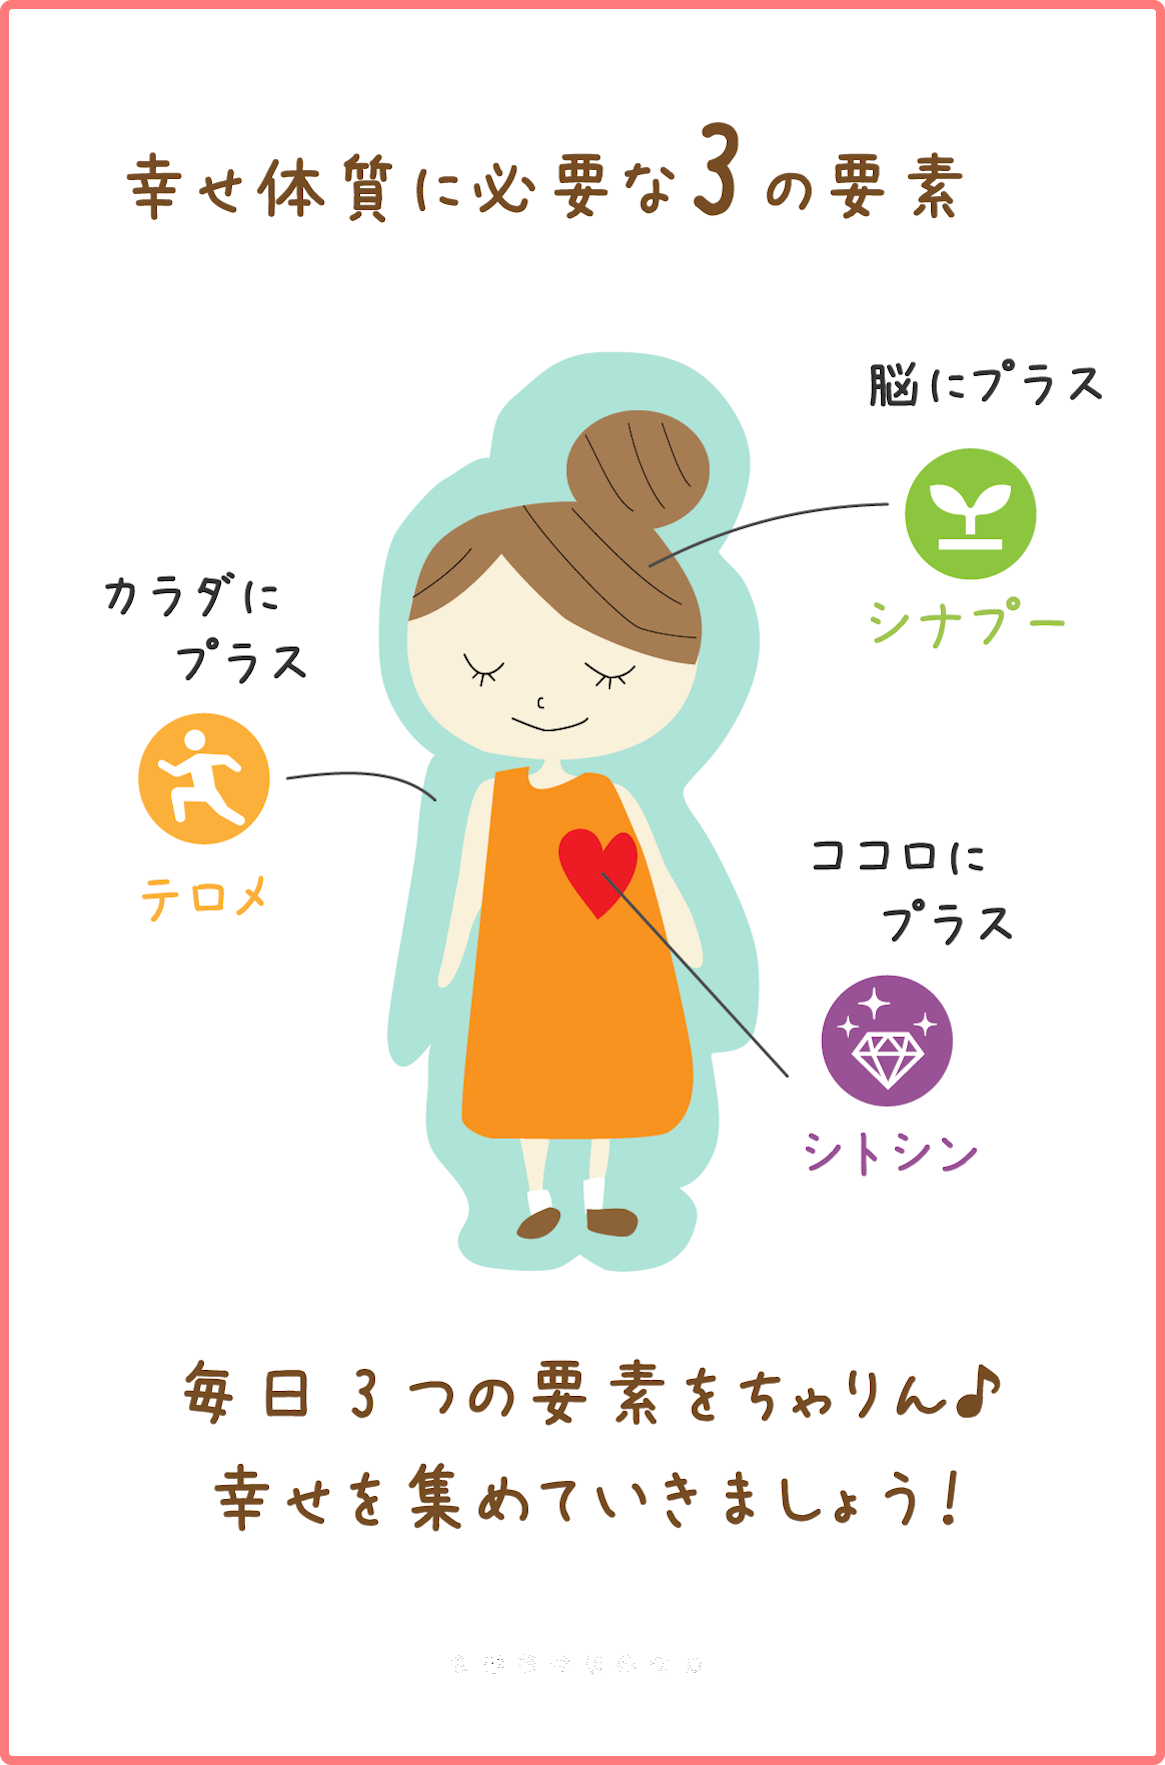 幸せ体質に必要な3の要素
脳にプラス
シナプー
カラダに
プラス
テロメ
ココロに
プラス
シトシン
毎日3つの要素をちゃりん♪
幸せを集めていきましょう!